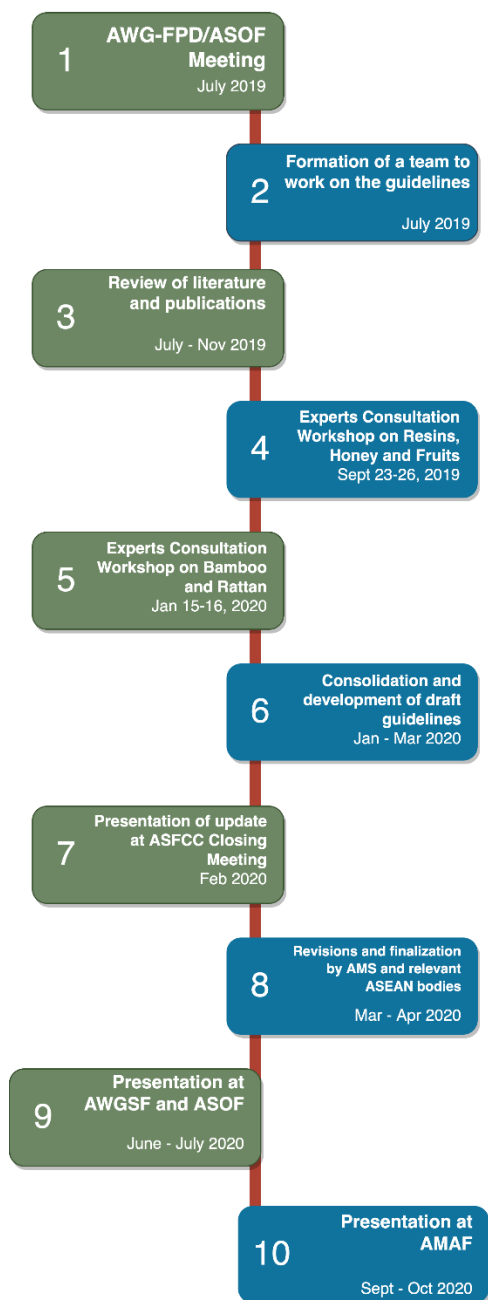 1
AWG-FPD/ASOF
Meeting
July 2019
2
Formation of a team to
work on the guidelines
July 2019
3
Review of literature
and publications
July - Nov 2019
4
Experts Consultation
Workshop on Resins,
Honey and Fruits
Sept 23-26, 2019
5
Experts Consultation
Workshop on Bamboo
and Rattan
Jan 15-16, 2020
6
Consolidation and
development of draft
guidelines
Jan - Mar 2020
7
Presentation of update
at ASFCC Closing
Meeting
Feb 2020
8
Revisions and finalization
by AMS and relevant
ASEAN bodies
Mar - Apr 2020
9
Presentation at
AWGSF and ASOF
June - July 2020
10
Presentation at
AMAF
Sept - Oct 2020